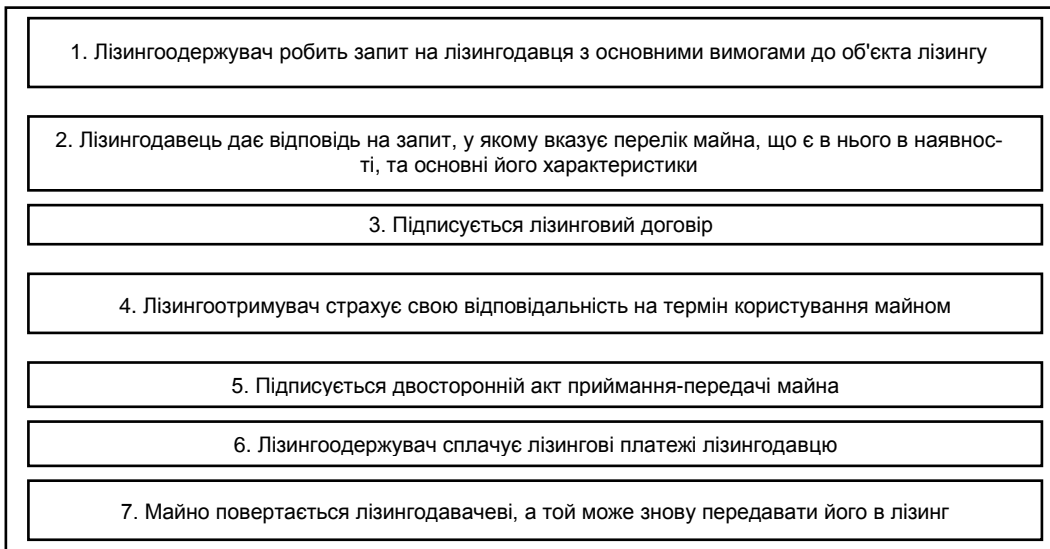 1. Лізингоодержувач робить запит на лізингодавця з основними вимогами до об'єкта лізингу
2. Лізингодавець дає відповідь на запит, у якому вказує перелік майна, що є в нього в наявнос-
ті, та основні його характеристики
3. Підписується лізинговий договір
4. Лізингоотримувач страхує свою відповідальність на термін користування майном
5. Підписується двосторонній акт приймання-передачі майна
6. Лізингоодержувач сплачує лізингові платежі лізингодавцю
7. Майно повертається лізингодавачеві, а той може знову передавати його в лізинг